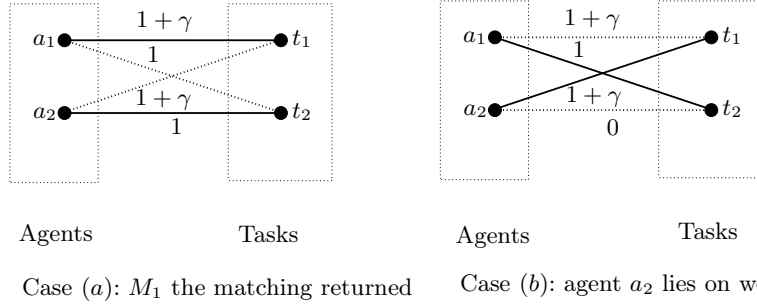 1 + γ
a₁ t₁
1
1 + γ
a₂ t₂
1
Agents Tasks
Case (a): M₁ the matching returned
1 + γ
a₁ t₁
1
1 + γ
a₂ t₂
0
Agents Tasks
Case (b): agent a₂ lies on